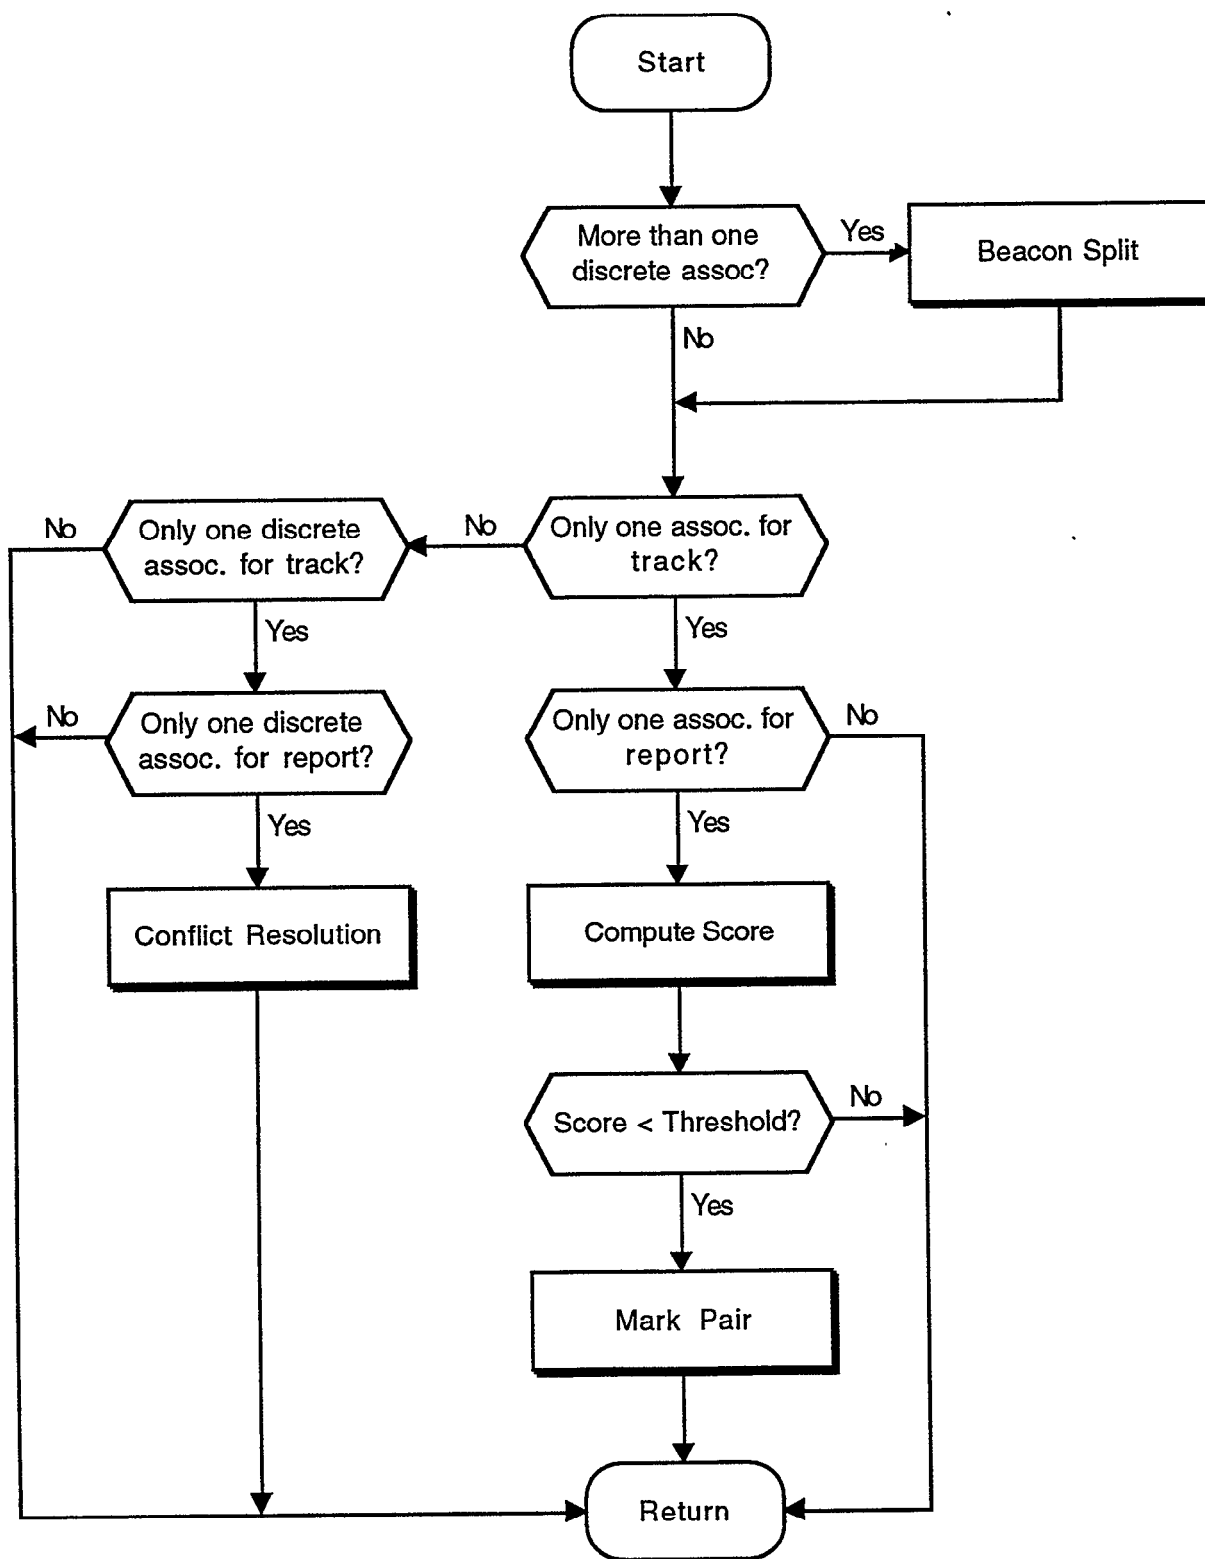 Start
More than one
discrete assoc?
Yes
Beacon Split
No
No
Only one discrete
assoc. for track?
No
Only one assoc. for
track?
Yes
Yes
No
Only one discrete
assoc. for report?
Only one assoc. for
report?
No
Yes
Yes
Conflict Resolution
Compute Score
Score < Threshold?
No
Yes
Mark Pair
Return